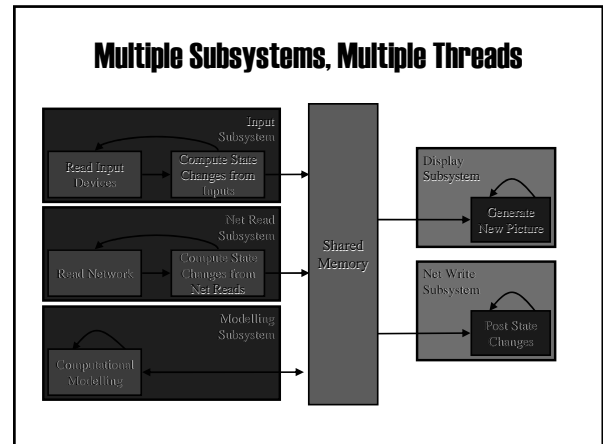 Multiple Subsystems, Multiple Threads
Input
Subsystem
Read Input
Devices
Compute State
Changes from
Inputs
Net Read
Subsystem
Read Network
Compute State
Changes from
Net Reads
Modelling
Subsystem
Computational
Modelling
Shared
Memory
Display
Subsystem
Generate
New Picture
Net Write
Subsystem
Post State
Changes